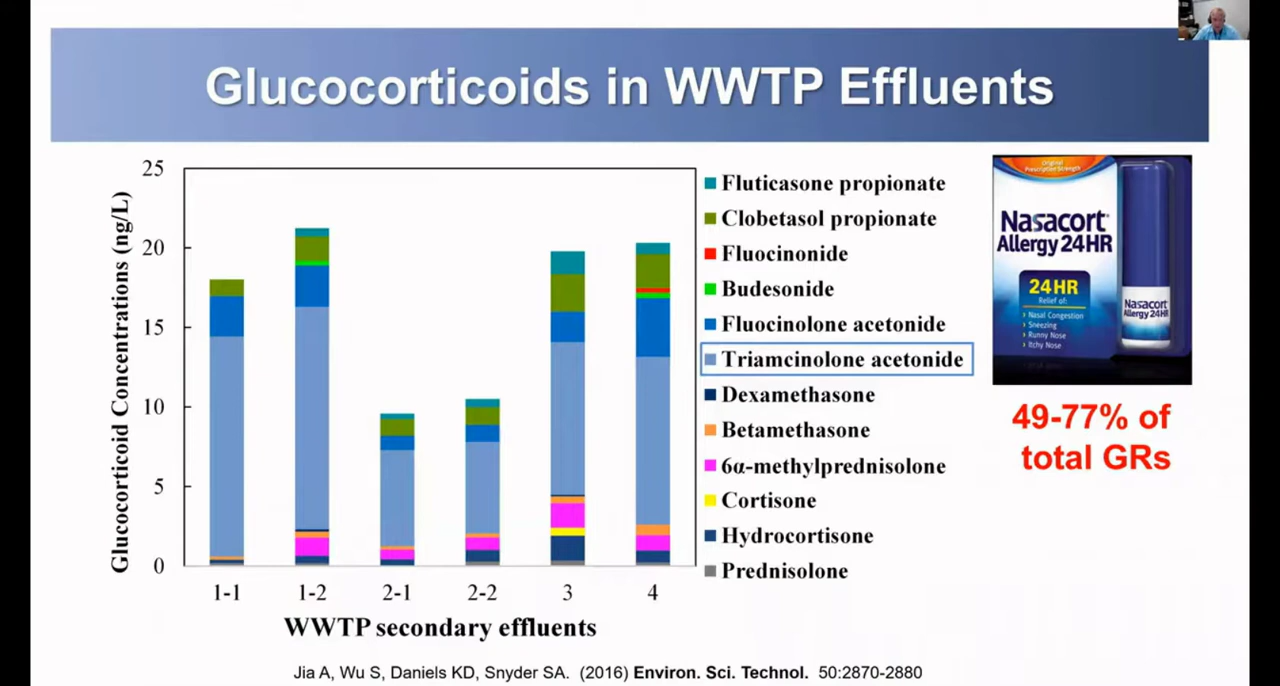 Glucocorticoids in WWTP Effluents
Glucocorticoid Concentrations (ng/L)
25
20
15
10
5
0
1-1 1-2 2-1 2-2 3 4
WWTP secondary effluents
Fluticasone propionate
Clobetasol propionate
Fluocinonide
Budesonide
Fluocinolone acetonide
Triamcinolone acetonide
Dexamethasone
Betamethasone
6α-methylprednisolone
Cortisone
Hydrocortisone
Prednisolone
Original
Prescription Strength
Nasacort
Allergy 24HR
24 HR
Relief of:
› Nasal Congestion
› Sneezing
› Runny Nose
› Itchy Nose
Nasacort
Allergy 24HR
49-77% of
total GRs
Jia A, Wu S, Daniels KD, Snyder SA. (2016) Environ. Sci. Technol. 50:2870-2880